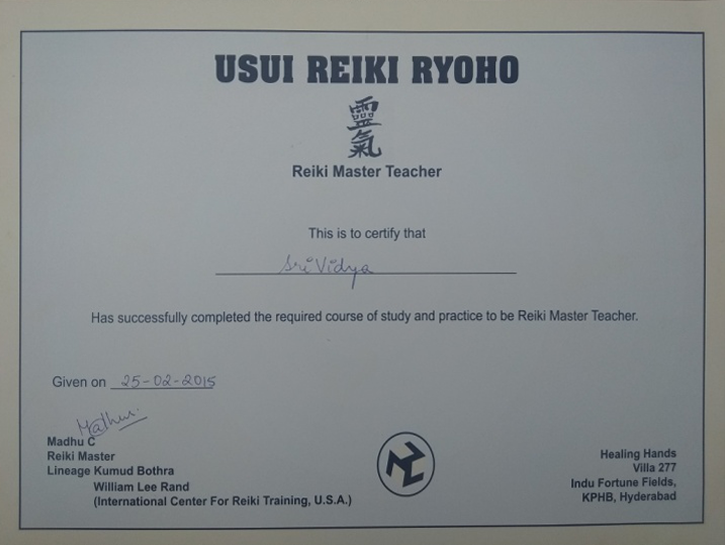 USUI REIKI RYOHO
靈
氣
Reiki Master Teacher
This is to certify that
Sri Vidya
Has successfully completed the required course of study and practice to be Reiki Master Teacher.
Given on 25-02-2015
Madhu
Madhu C
Reiki Master
Lineage Kumud Bothra
William Lee Rand
(International Center For Reiki Training, U.S.A.)
Healing Hands
Villa 277
Indu Fortune Fields,
KPHB, Hyderabad